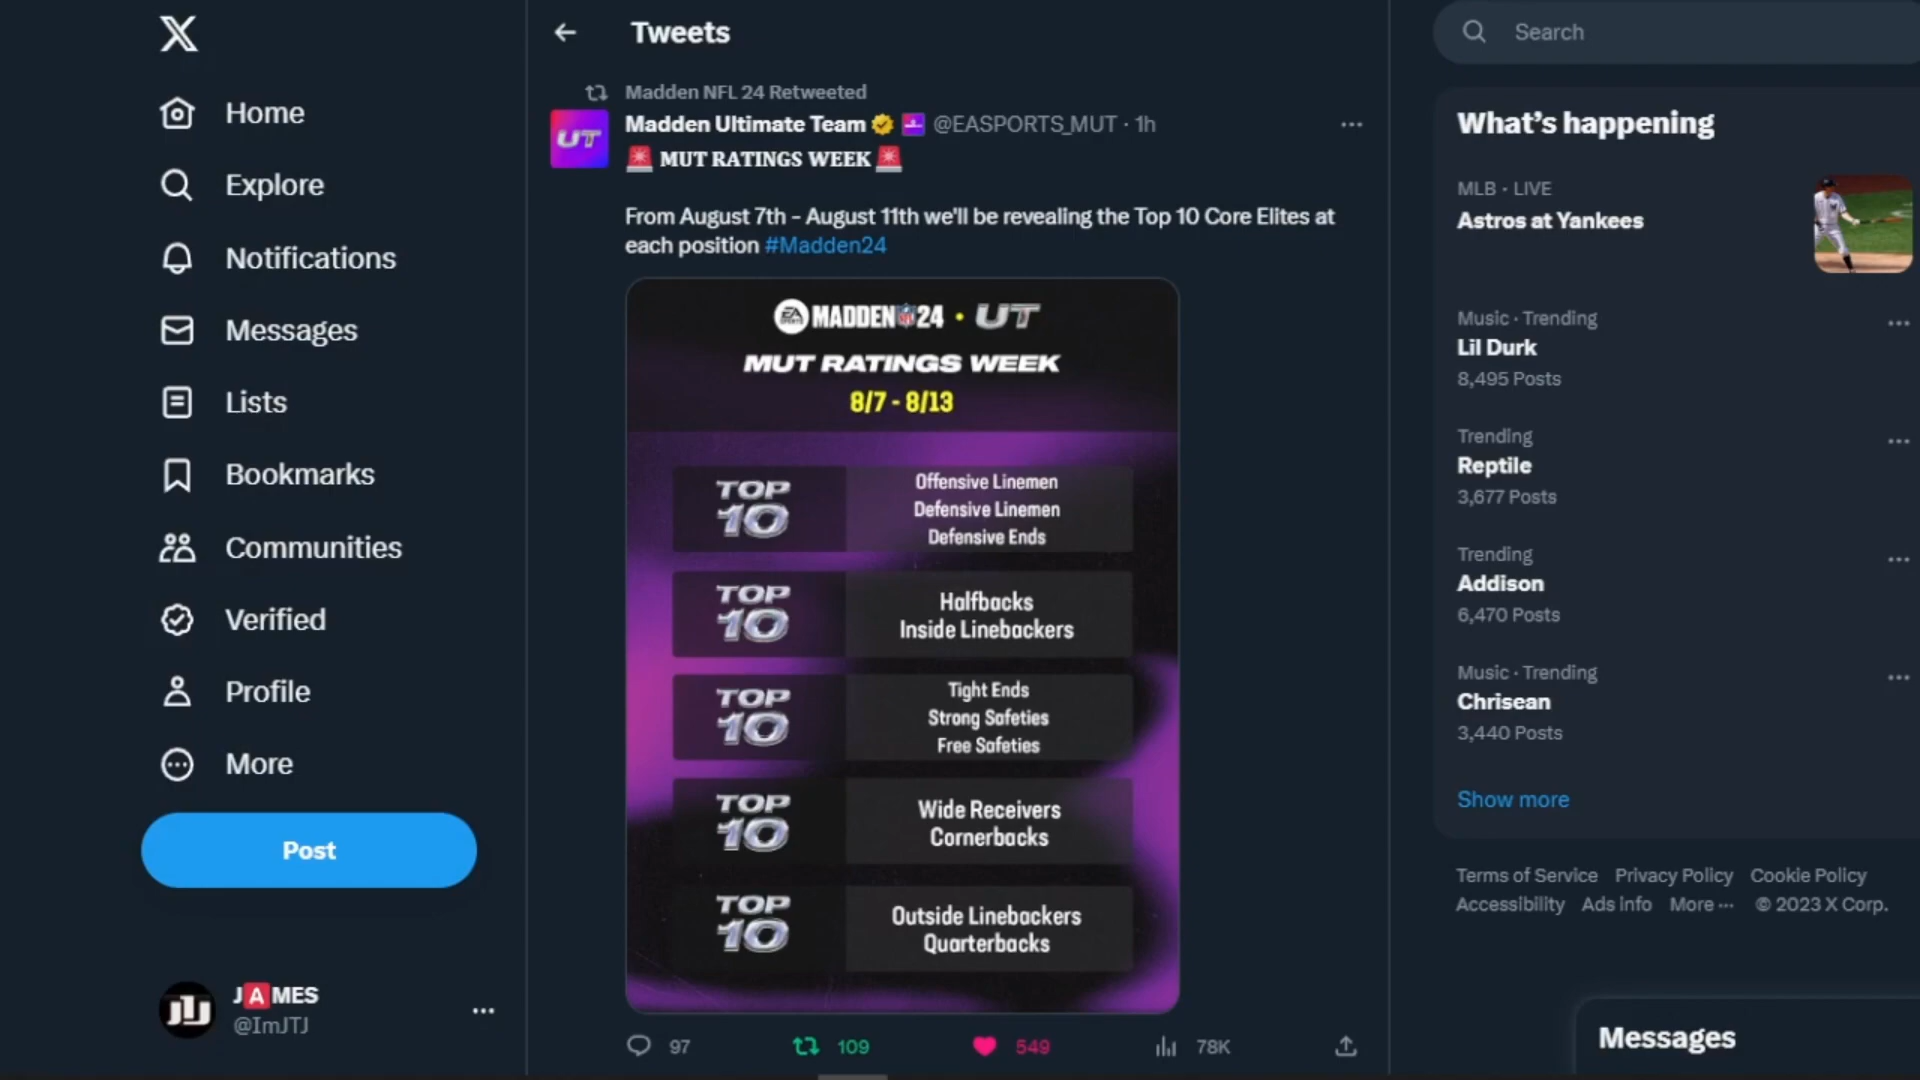 X
Home
Explore
Notifications
Messages
Lists
Bookmarks
Communities
Verified
Profile
More
Post
J🅰️MES
@ImJTJ
Tweets
Madden NFL 24 Retweeted
Madden Ultimate Team @EASPORTS_MUT · 1h
UT
🚨 MUT RATINGS WEEK 🚨
From August 7th - August 11th we'll be revealing the Top 10 Core Elites at
each position #Madden24
EA SPORTS MADDEN NFL 24 • UT
MUT RATINGS WEEK
8/7 - 8/13
TOP 10
Offensive Linemen
Defensive Linemen
Defensive Ends
TOP 10
Halfbacks
Inside Linebackers
TOP 10
Tight Ends
Strong Safeties
Free Safeties
TOP 10
Wide Receivers
Cornerbacks
TOP 10
Outside Linebackers
Quarterbacks
97 109 549 78K
Search
What's happening
MLB · LIVE
Astros at Yankees
Music · Trending
Lil Durk
8,495 Posts
Trending
Reptile
3,677 Posts
Trending
Addison
6,470 Posts
Music · Trending
Chrisean
3,440 Posts
Show more
Terms of Service Privacy Policy Cookie Policy
Accessibility Ads info More ··· © 2023 X Corp.
Messages